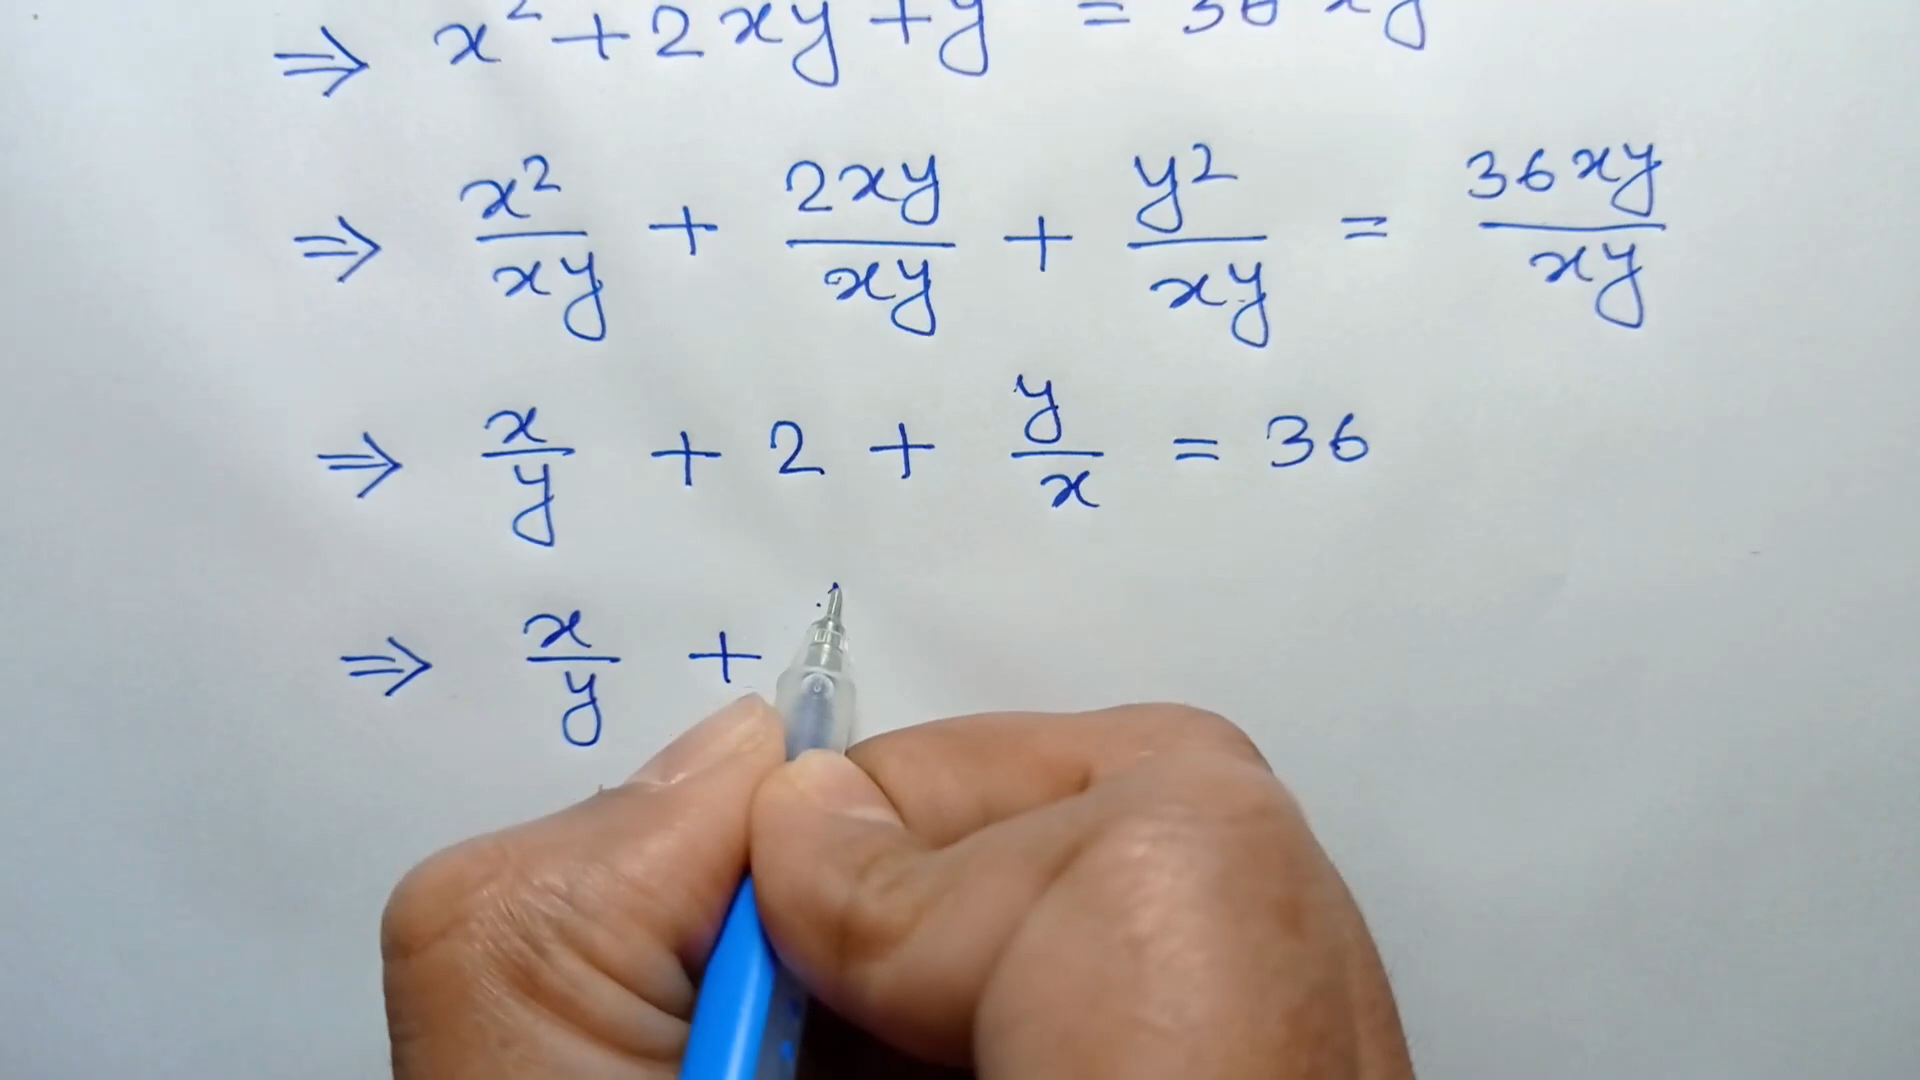 ⇒ x² + 2xy + y² = 36xy
⇒ x²/xy + 2xy/xy + y²/xy = 36xy/xy
⇒ x/y + 2 + y/x = 36
⇒ x/y +